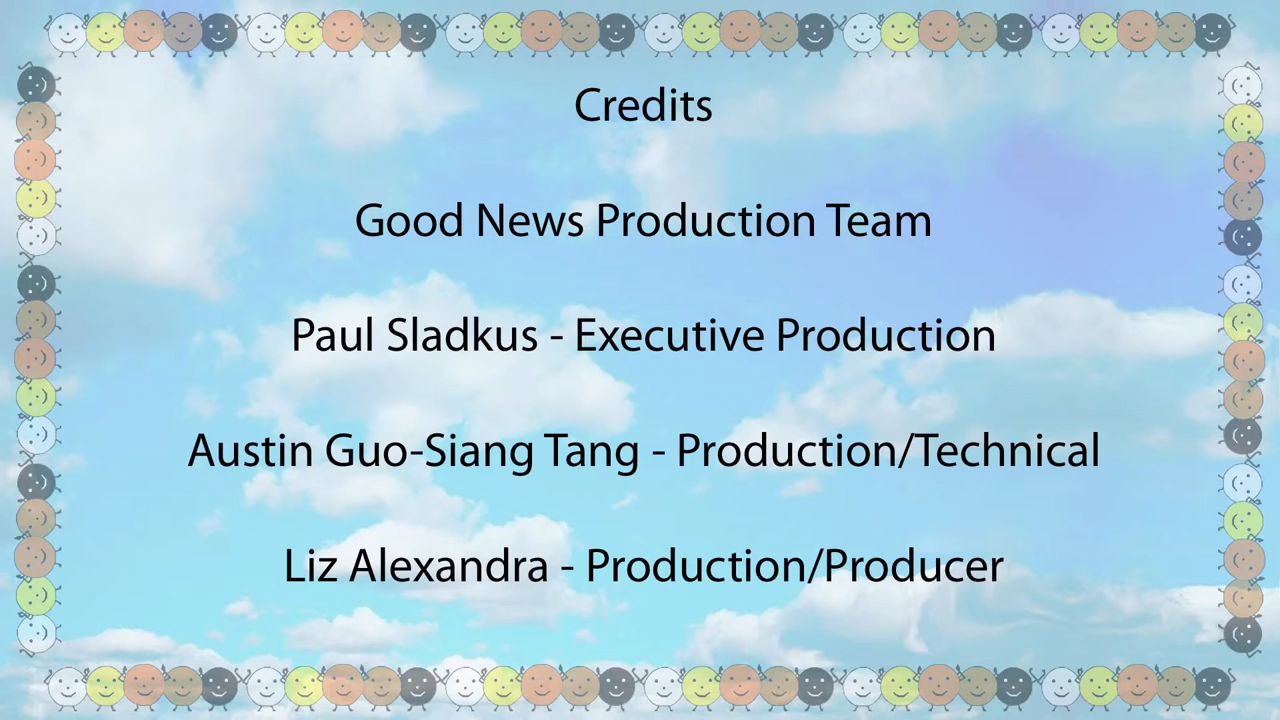 Credits
Good News Production Team
Paul Sladkus - Executive Production
Austin Guo-Siang Tang - Production/Technical
Liz Alexandra - Production/Producer